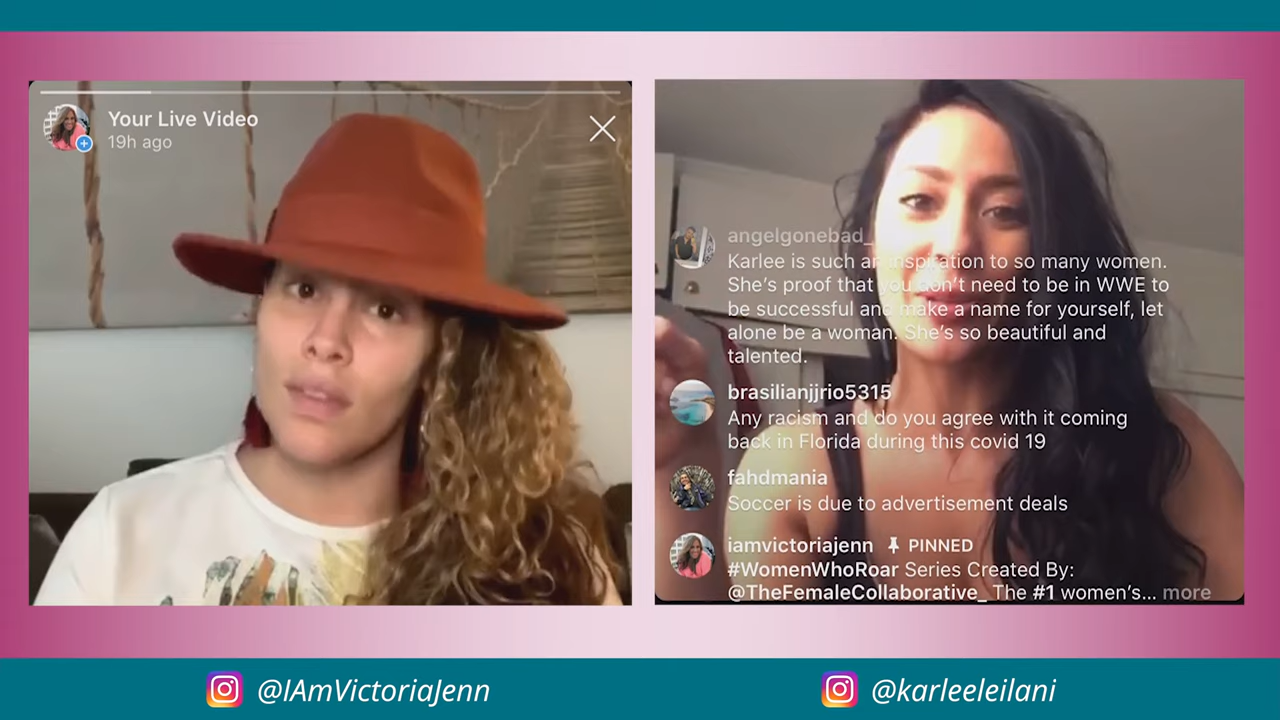 Your Live Video
19h ago
angelgonebad_
Karlee is such an inspiration to so many women.
She's proof that you don't need to be in WWE to
be successful and make a name for yourself, let
alone be a woman. She's so beautiful and
talented.
brasilianjjrio5315
Any racism and do you agree with it coming
back in Florida during this covid 19
fahdmania
Soccer is due to advertisement deals
iamvictoriajenn PINNED
#WomenWhoRoar Series Created By:
@TheFemaleCollaborative_ The #1 women's... more
@IAmVictoriaJenn
@karleeleilani